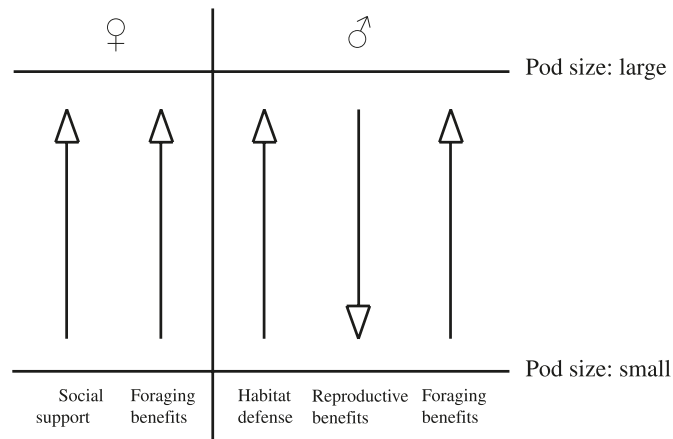 ♀ ♂
Pod size: large
Pod size: small
Social support
Foraging benefits
Habitat defense
Reproductive benefits
Foraging benefits